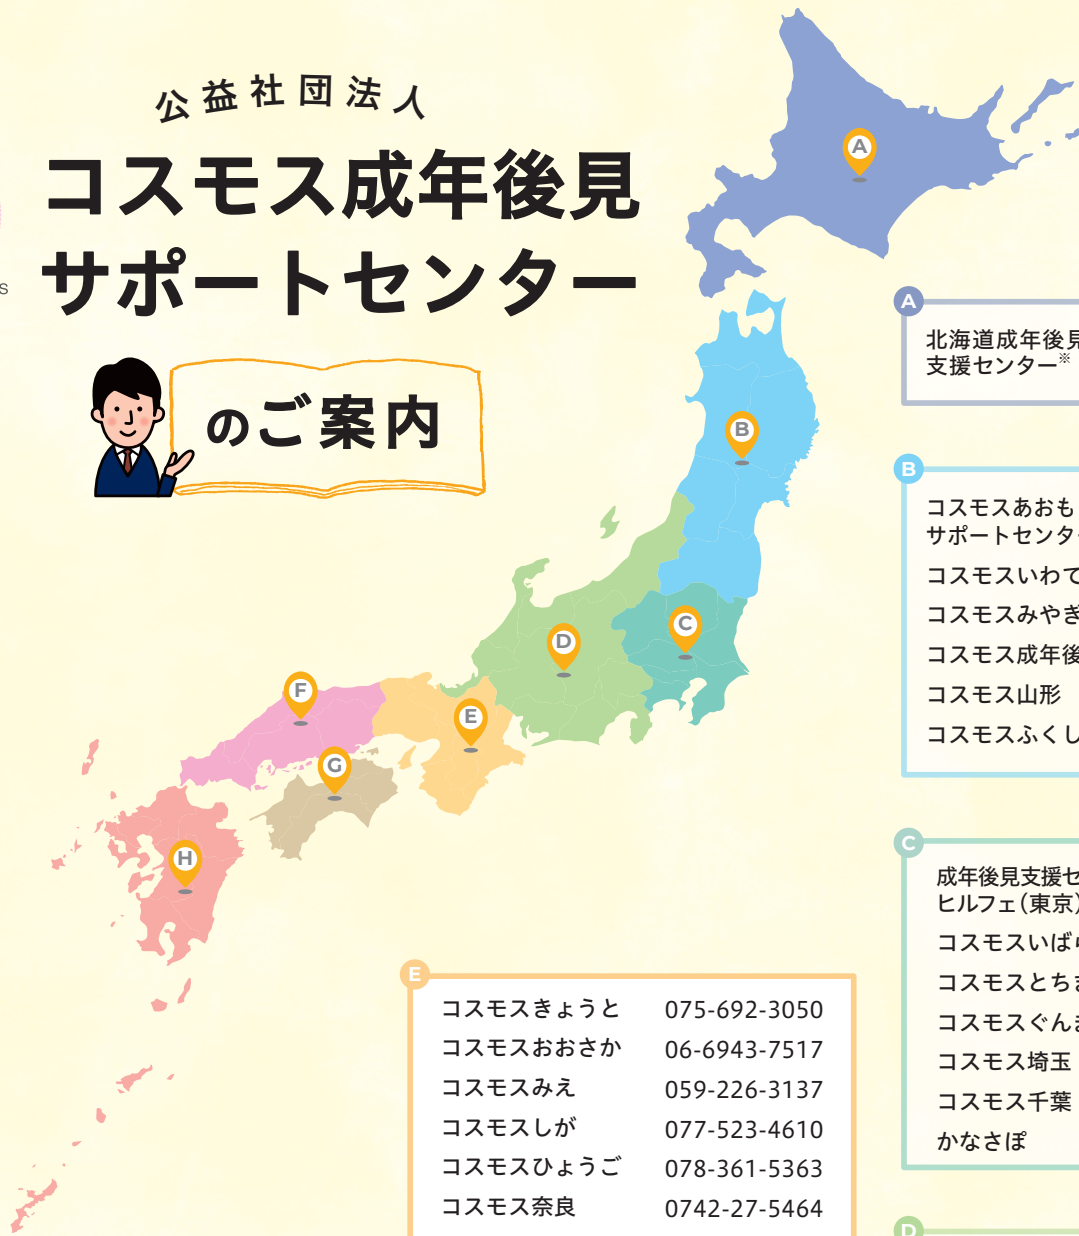 公益社団法人
コスモス成年後見
サポートセンター
のご案内
S
A
B
C
D
E
F
G
H
A
北海道成年後見
支援センター※
B
コスモスあおも
サポートセンタ
コスモスいわて
コスモスみやぎ
コスモス成年後
コスモス山形
コスモスふくし
C
成年後見支援セ
ヒルフェ(東京)
コスモスいば
コスモスとち
コスモスぐん
コスモス埼玉
コスモス千葉
かなさぽ
D
E
コスモスきょうと 075-692-3050
コスモスおおさか 06-6943-7517
コスモスみえ 059-226-3137
コスモスしが 077-523-4610
コスモスひょうご 078-361-5363
コスモス奈良 0742-27-5464